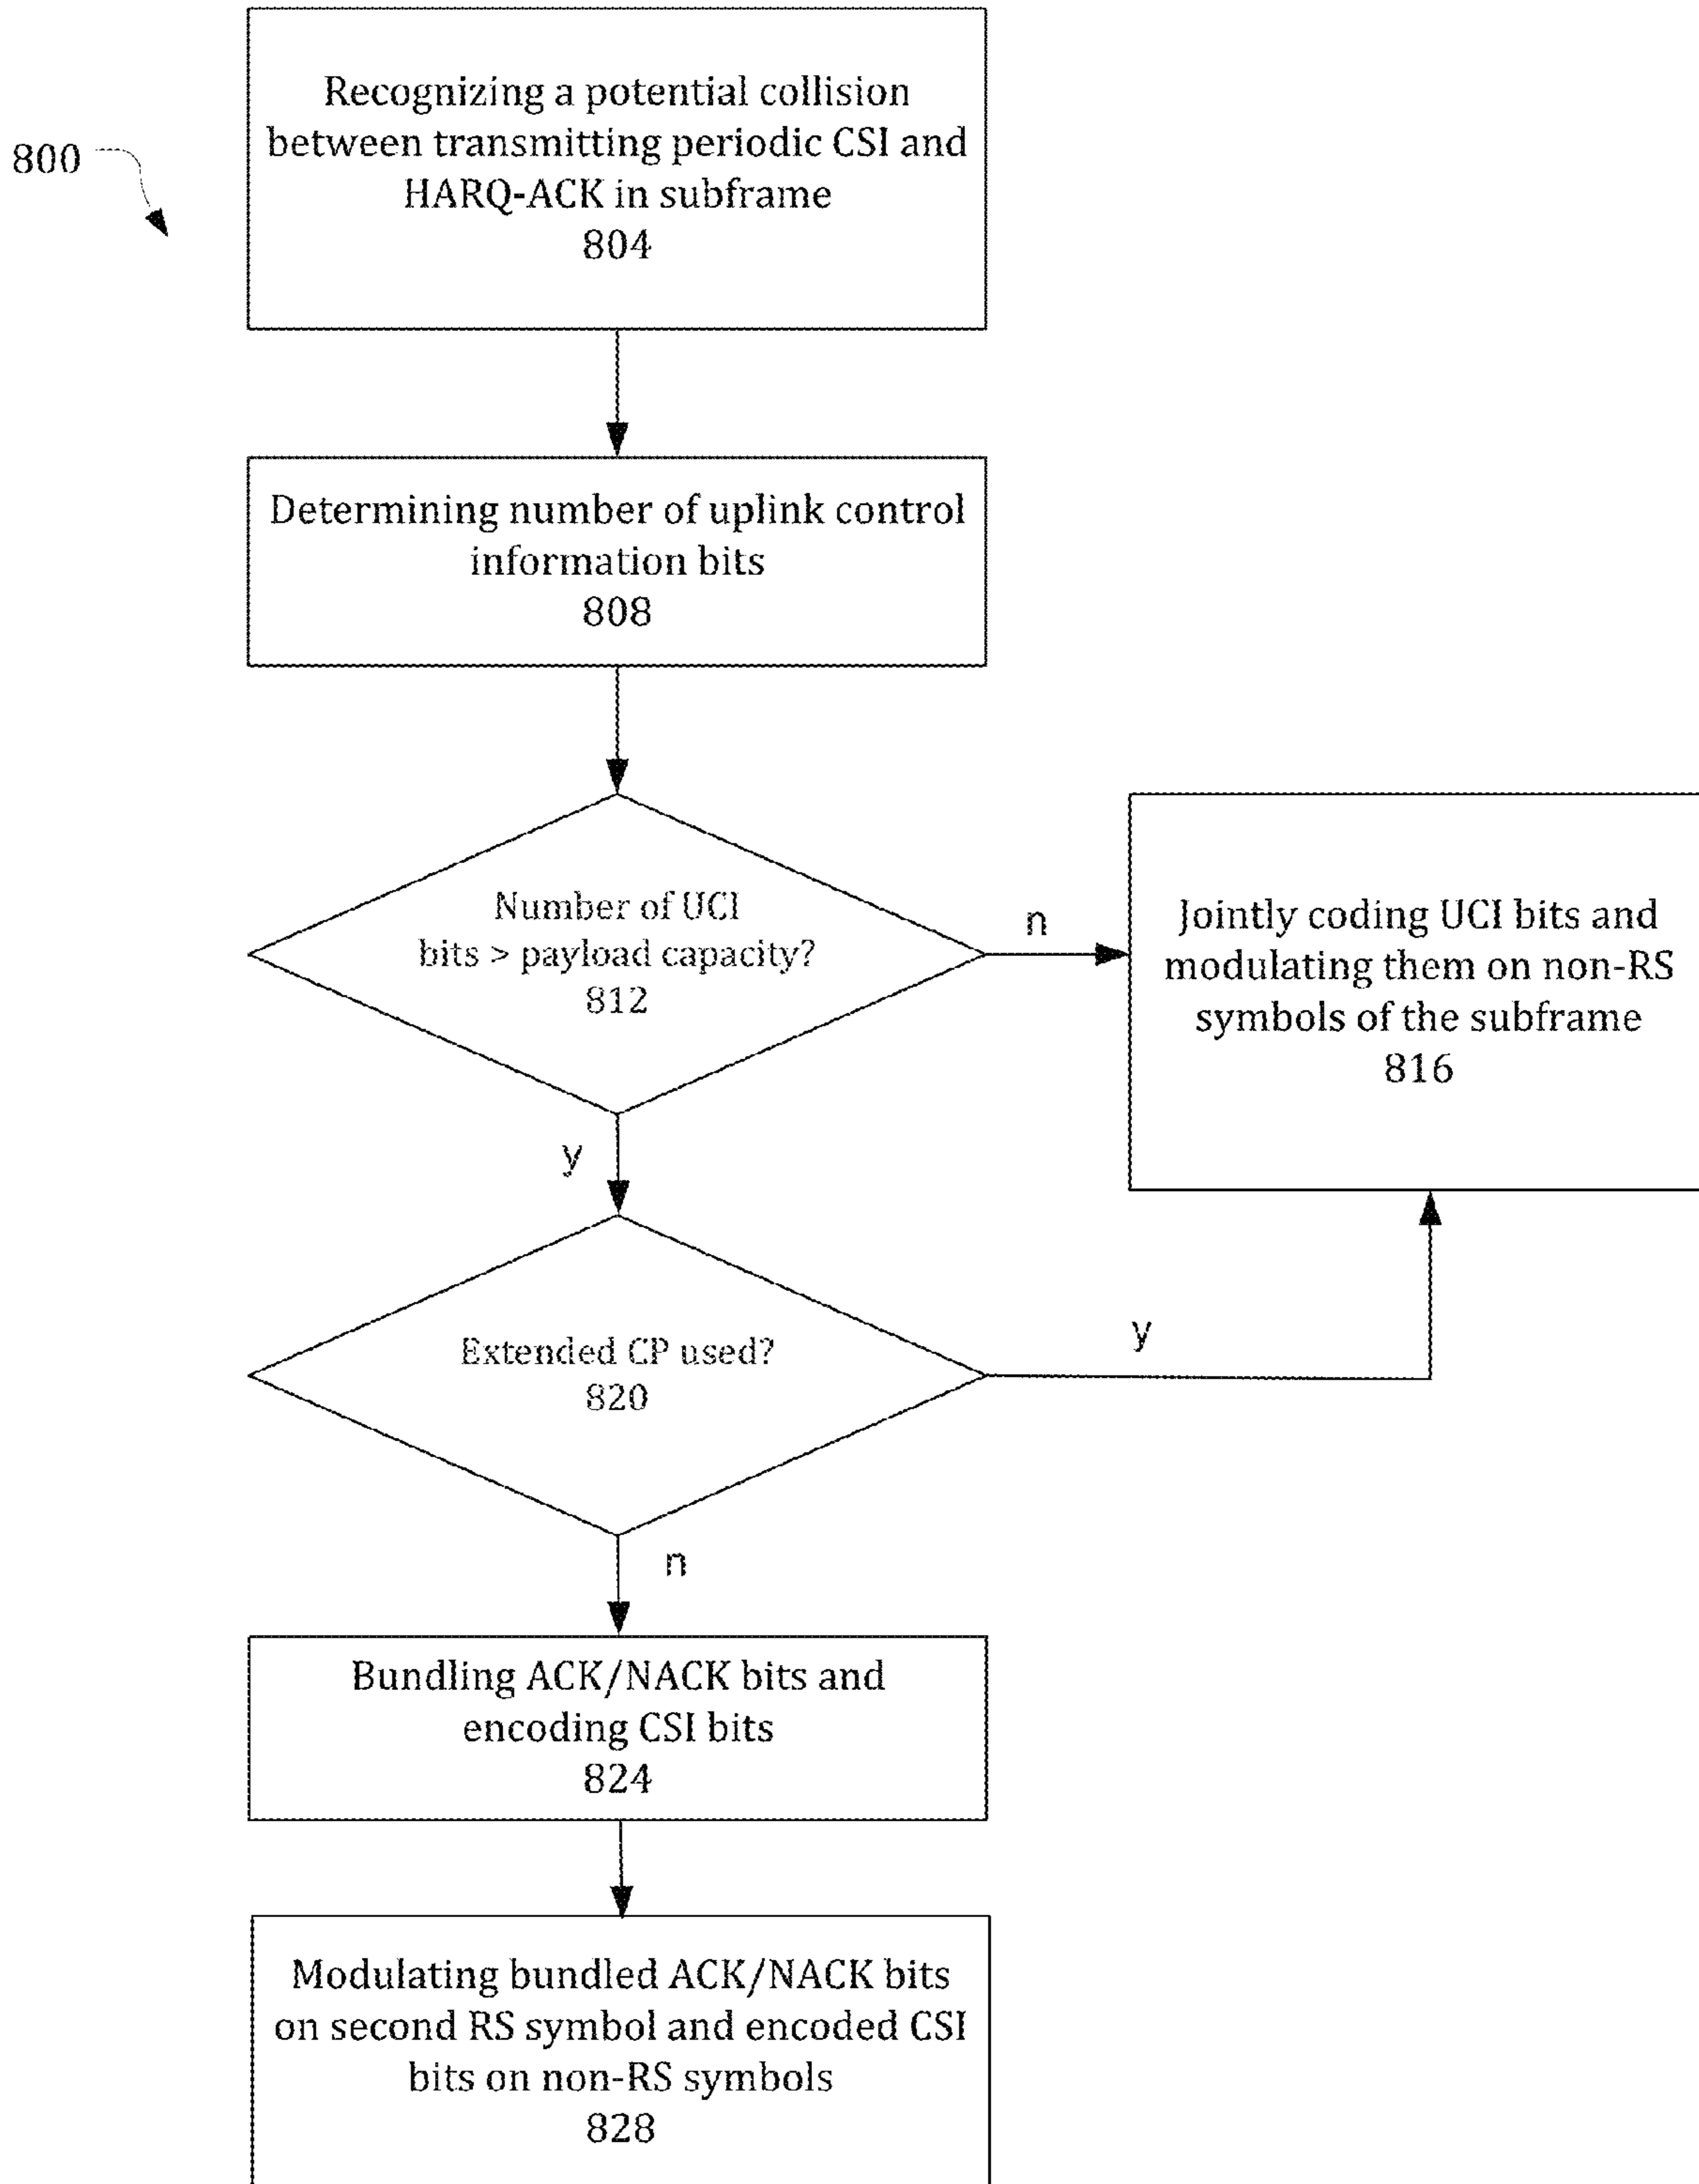 800
Recognizing a potential collision
between transmitting periodic CSI and
HARQ-ACK in subframe
804
Determining number of uplink control
information bits
808
Number of UCI
bits > payload capacity?
812
n
Jointly coding UCI bits and
modulating them on non-RS
symbols of the subframe
816
y
Extended CP used?
820
y
n
Bundling ACK/NACK bits and
encoding CSI bits
824
Modulating bundled ACK/NACK bits
on second RS symbol and encoded CSI
bits on non-RS symbols
828